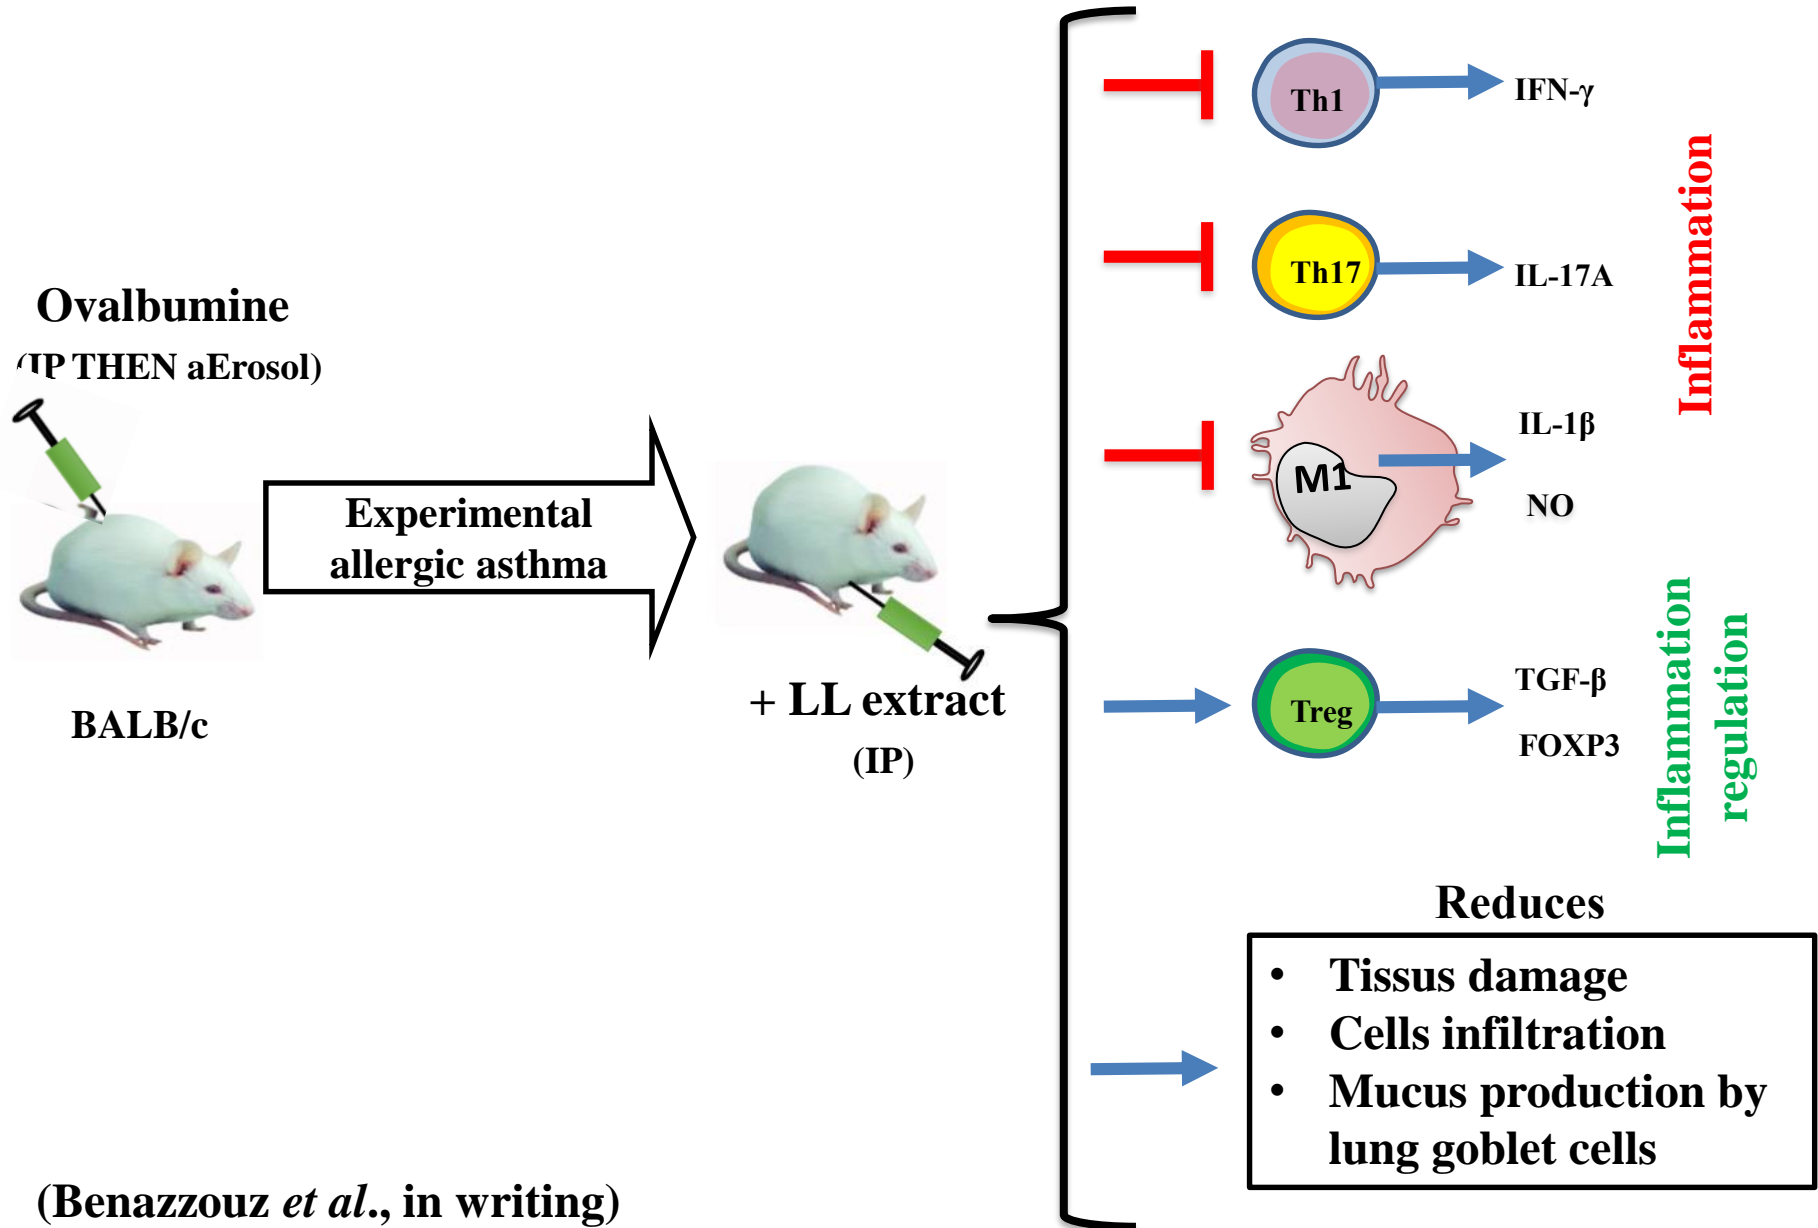 Ovalbumine
(IP THEN aErosol)
BALB/c
Experimental
allergic asthma
+ LL extract
(IP)
Th1
IFN-γ
Th17
IL-17A
M1
IL-1β
NO
Inflammation
Treg
TGF-β
FOXP3
Inflammation
regulation
Reduces
• Tissus damage
• Cells infiltration
• Mucus production by
lung goblet cells
(Benazzouz et al., in writing)